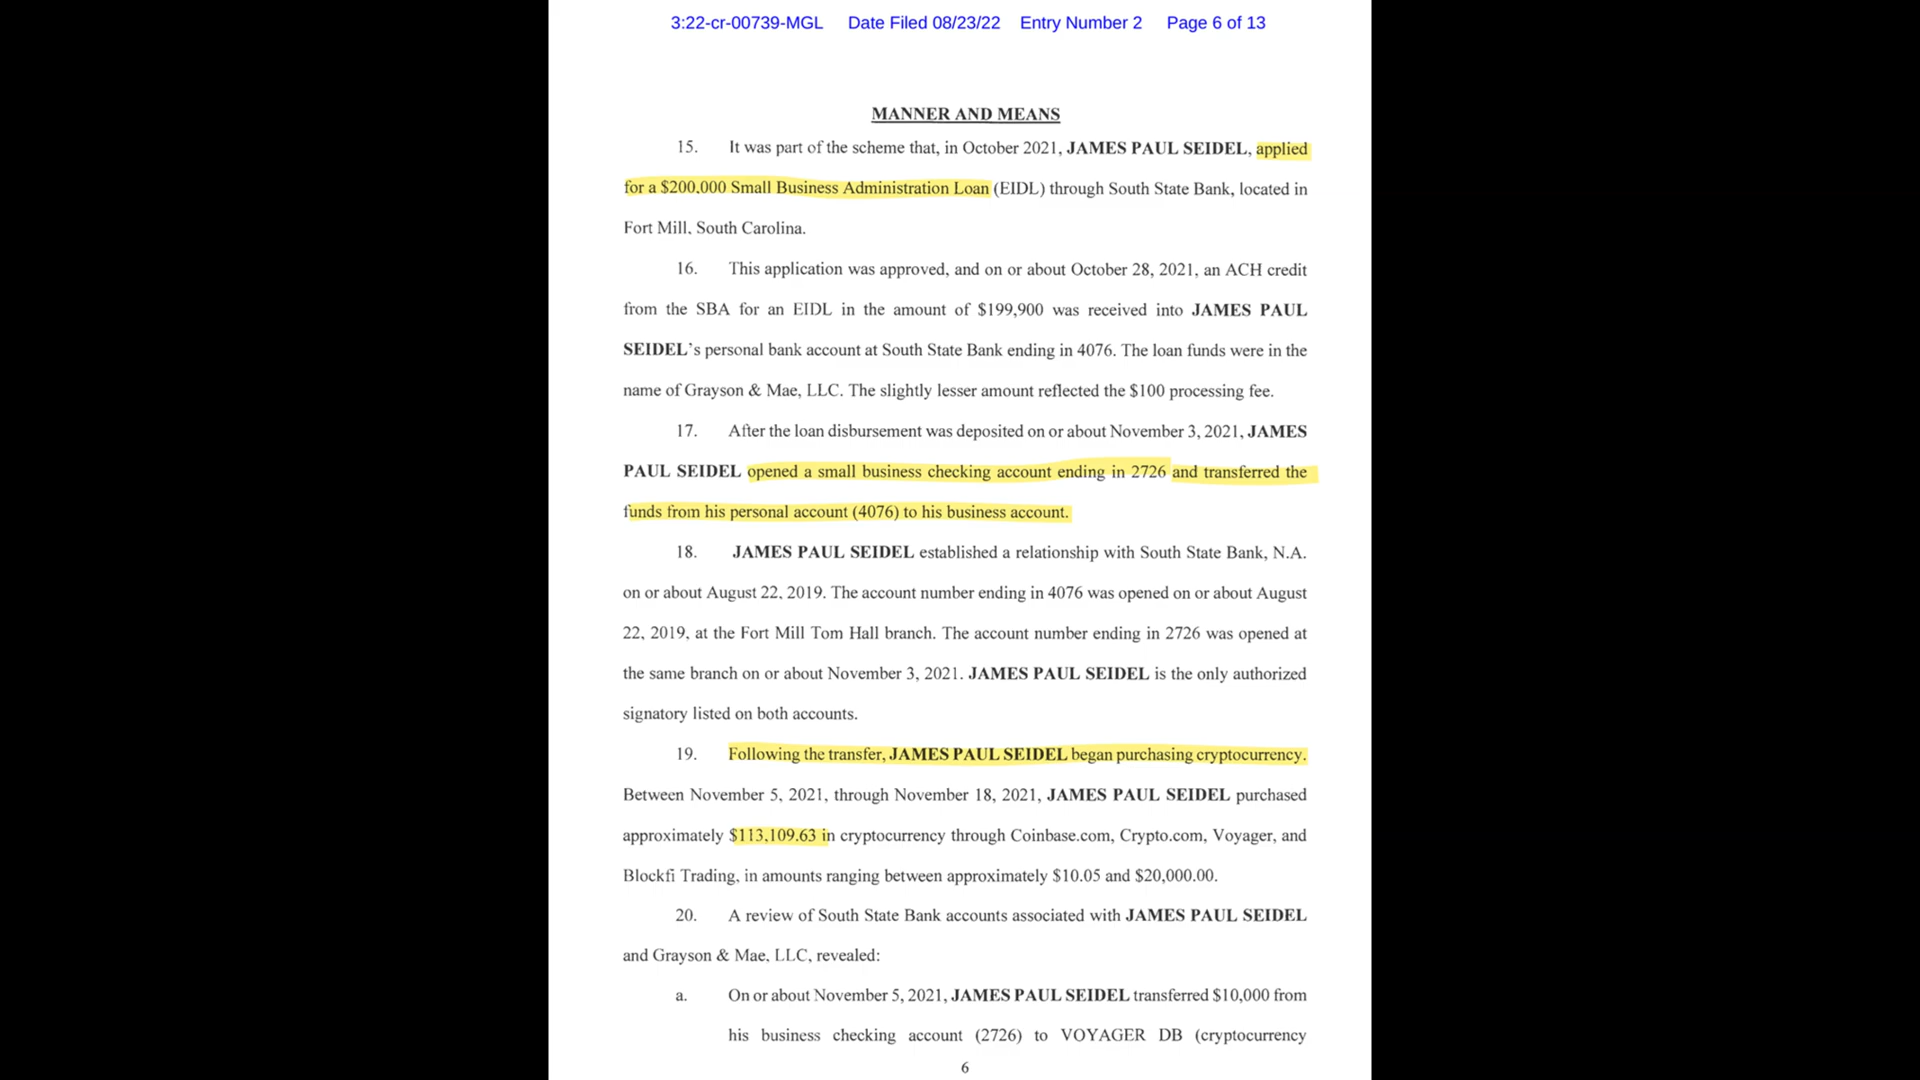 3:22-cr-00739-MGL Date Filed 08/23/22 Entry Number 2 Page 6 of 13
MANNER AND MEANS
15. It was part of the scheme that, in October 2021, JAMES PAUL SEIDEL, applied
for a $200,000 Small Business Administration Loan (EIDL) through South State Bank, located in
Fort Mill, South Carolina.
16. This application was approved, and on or about October 28, 2021, an ACH credit
from the SBA for an EIDL in the amount of $199,900 was received into JAMES PAUL
SEIDEL's personal bank account at South State Bank ending in 4076. The loan funds were in the
name of Grayson & Mae, LLC. The slightly lesser amount reflected the $100 processing fee.
17. After the loan disbursement was deposited on or about November 3, 2021, JAMES
PAUL SEIDEL opened a small business checking account ending in 2726 and transferred the
funds from his personal account (4076) to his business account.
18. JAMES PAUL SEIDEL established a relationship with South State Bank, N.A.
on or about August 22, 2019. The account number ending in 4076 was opened on or about August
22, 2019, at the Fort Mill Tom Hall branch. The account number ending in 2726 was opened at
the same branch on or about November 3, 2021. JAMES PAUL SEIDEL is the only authorized
signatory listed on both accounts.
19. Following the transfer, JAMES PAUL SEIDEL began purchasing cryptocurrency.
Between November 5, 2021, through November 18, 2021, JAMES PAUL SEIDEL purchased
approximately $113,109.63 in cryptocurrency through Coinbase.com, Crypto.com, Voyager, and
Blockfi Trading, in amounts ranging between approximately $10.05 and $20,000.00.
20. A review of South State Bank accounts associated with JAMES PAUL SEIDEL
and Grayson & Mae, LLC, revealed:
a. On or about November 5, 2021, JAMES PAUL SEIDEL transferred $10,000 from
his business checking account (2726) to VOYAGER DB (cryptocurrency
6